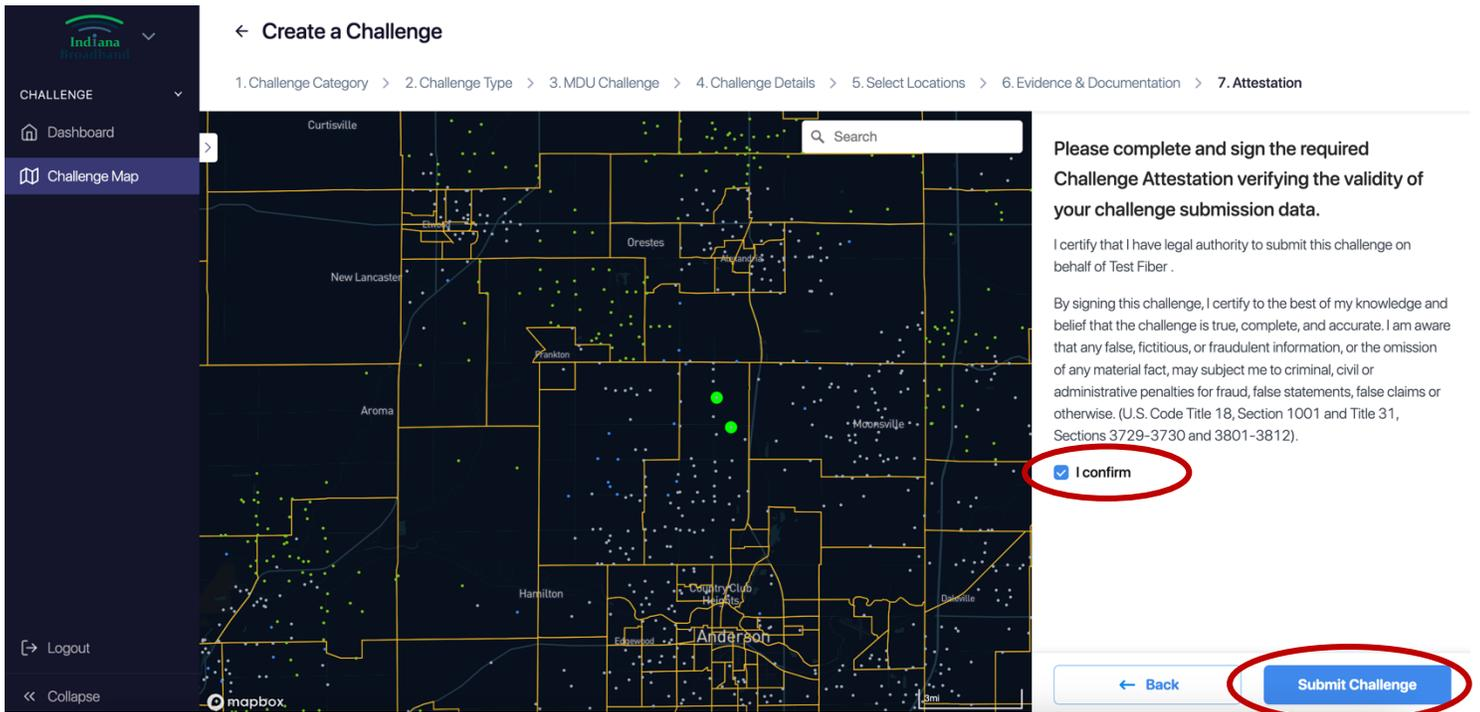 Indiana
Broadband
CHALLENGE
Dashboard
Challenge Map
Logout
Collapse
Create a Challenge
1. Challenge Category > 2. Challenge Type > 3. MDU Challenge > 4. Challenge Details > 5. Select Locations > 6. Evidence & Documentation > 7. Attestation
Search
Curtisville
Elwood
Orestes
Alexandria
New Lancaster
Frankton
Aroma
Moonsville
Hamilton
Country Club
Heights
Daleville
Edgewood
Anderson
mapbox
3mi
Please complete and sign the required
Challenge Attestation verifying the validity of
your challenge submission data.
I certify that I have legal authority to submit this challenge on
behalf of Test Fiber .
By signing this challenge, I certify to the best of my knowledge and
belief that the challenge is true, complete, and accurate. I am aware
that any false, fictitious, or fraudulent information, or the omission
of any material fact, may subject me to criminal, civil or
administrative penalties for fraud, false statements, false claims or
otherwise. (U.S. Code Title 18, Section 1001 and Title 31,
Sections 3729-3730 and 3801-3812).
I confirm
Back
Submit Challenge